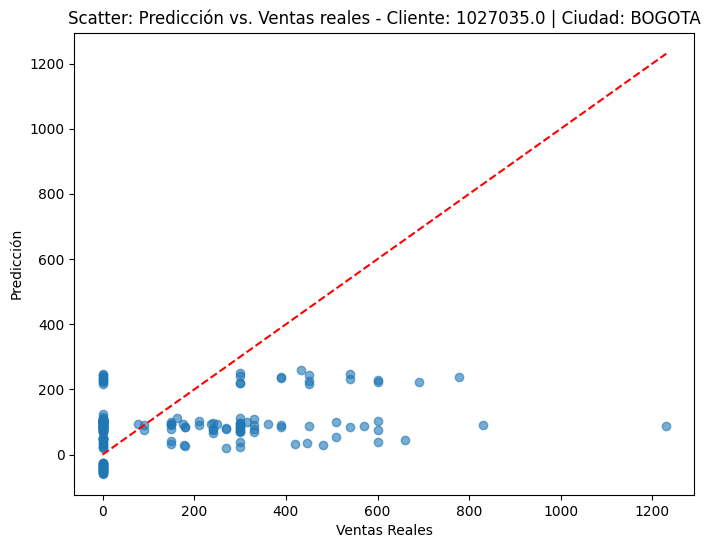 Scatter: Predicción vs. Ventas reales - Cliente: 1027035.0 | Ciudad: BOGOTA
1200
1000
800
600
400
200
0
Predicción
0 200 400 600 800 1000 1200
Ventas Reales